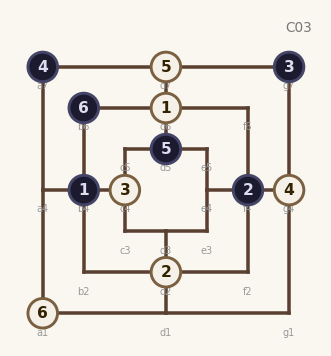 C03
4 5 3
a7 d7 g7
6 1
b6 d6 f6
5
c5 d5 e5
1 3 2 4
a4 b4 c4 e4 f4 g4
c3 d3 e3
2
b2 d2 f2
6
a1 d1 g1